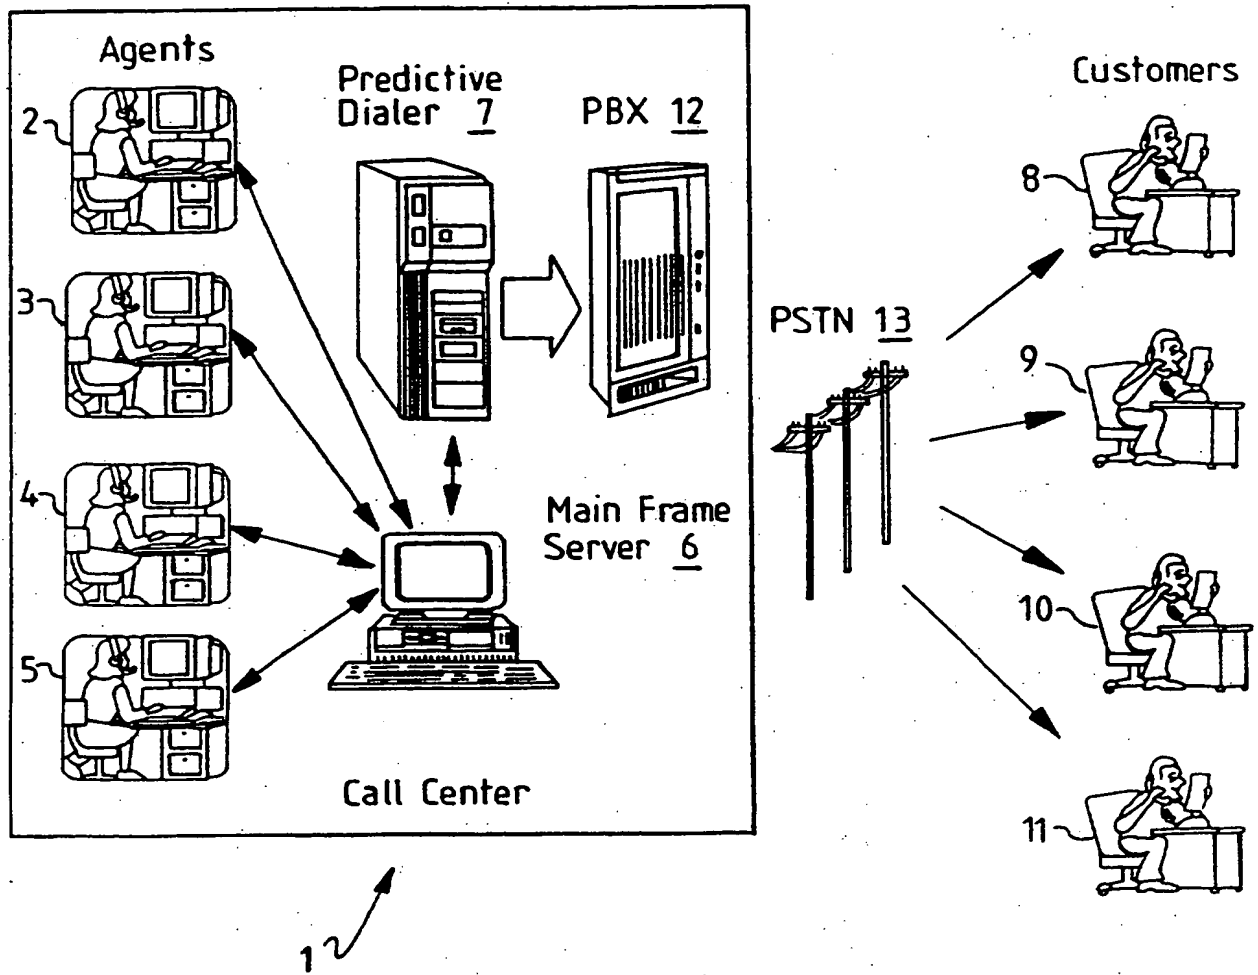 Agents
Predictive
Dialer 7
PBX 12
Customers
2
8
3
PSTN 13
9
4
Main Frame
Server 6
10
5
Call Center
11
1